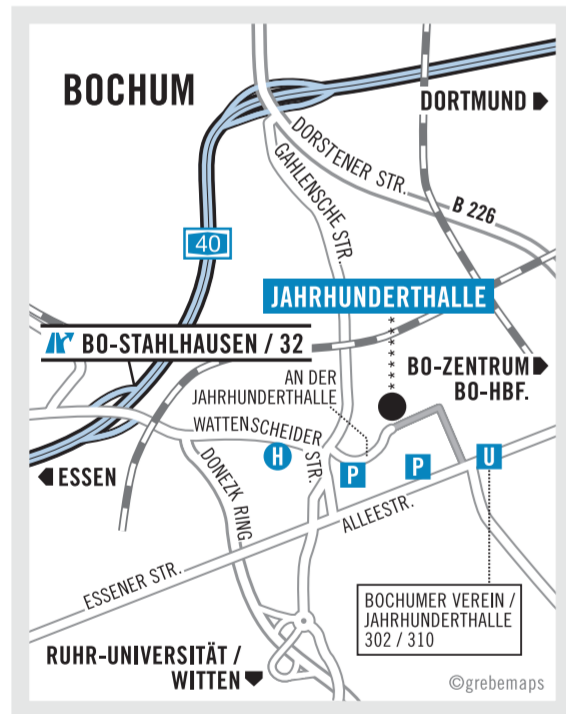 BOCHUM
DORTMUND
DORSTENER STR.
GAHLENSCHE STR.
B 226
40
JAHRHUNDERTHALLE
BO-STAHLHAUSEN / 32
BO-ZENTRUM
BO-HBF.
AN DER
JAHRHUNDERTHALLE
WATTENSCHEIDER
STR.
H
P
P
U
ESSEN
DONEZK RING.
ALLEESTR.
ESSENER STR.
BOCHUMER VEREIN /
JAHRHUNDERTHALLE
302 / 310
RUHR-UNIVERSITÄT /
WITTEN
©grebemaps